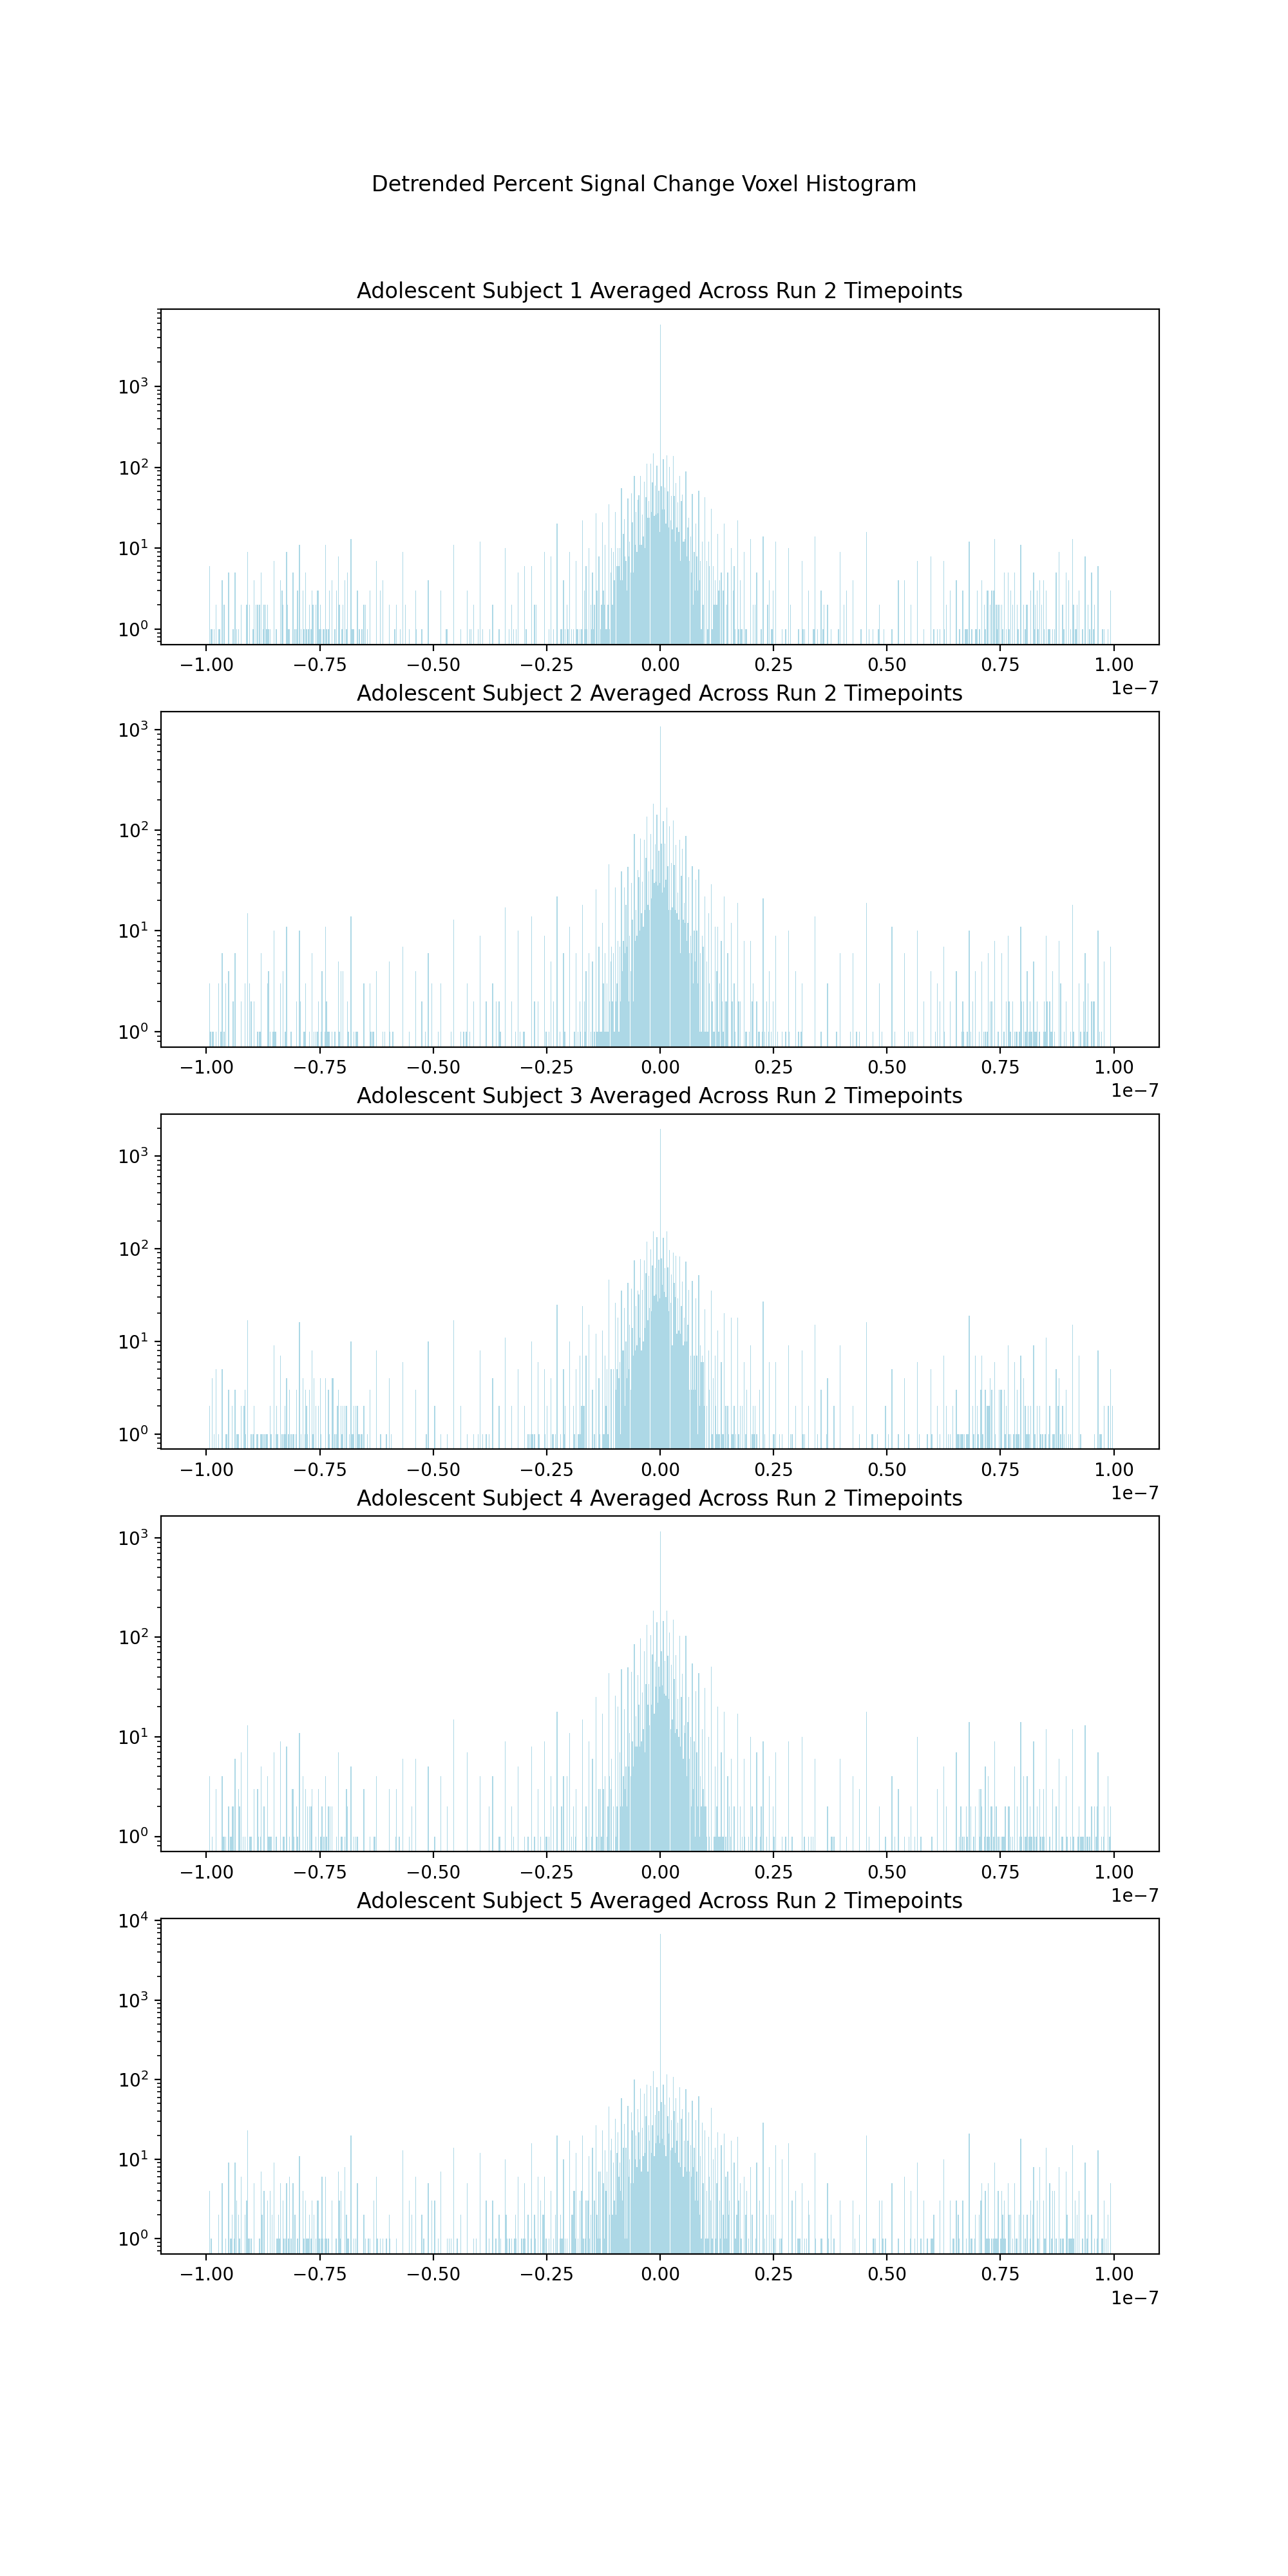 Detrended Percent Signal Change Voxel Histogram
Adolescent Subject 1 Averaged Across Run 2 Timepoints
10³
10²
10¹
10⁰
−1.00 −0.75 −0.50 −0.25 0.00 0.25 0.50 0.75 1.00
1e−7
Adolescent Subject 2 Averaged Across Run 2 Timepoints
10³
10²
10¹
10⁰
−1.00 −0.75 −0.50 −0.25 0.00 0.25 0.50 0.75 1.00
1e−7
Adolescent Subject 3 Averaged Across Run 2 Timepoints
10³
10²
10¹
10⁰
−1.00 −0.75 −0.50 −0.25 0.00 0.25 0.50 0.75 1.00
1e−7
Adolescent Subject 4 Averaged Across Run 2 Timepoints
10³
10²
10¹
10⁰
−1.00 −0.75 −0.50 −0.25 0.00 0.25 0.50 0.75 1.00
1e−7
Adolescent Subject 5 Averaged Across Run 2 Timepoints
10⁴
10³
10²
10¹
10⁰
−1.00 −0.75 −0.50 −0.25 0.00 0.25 0.50 0.75 1.00
1e−7